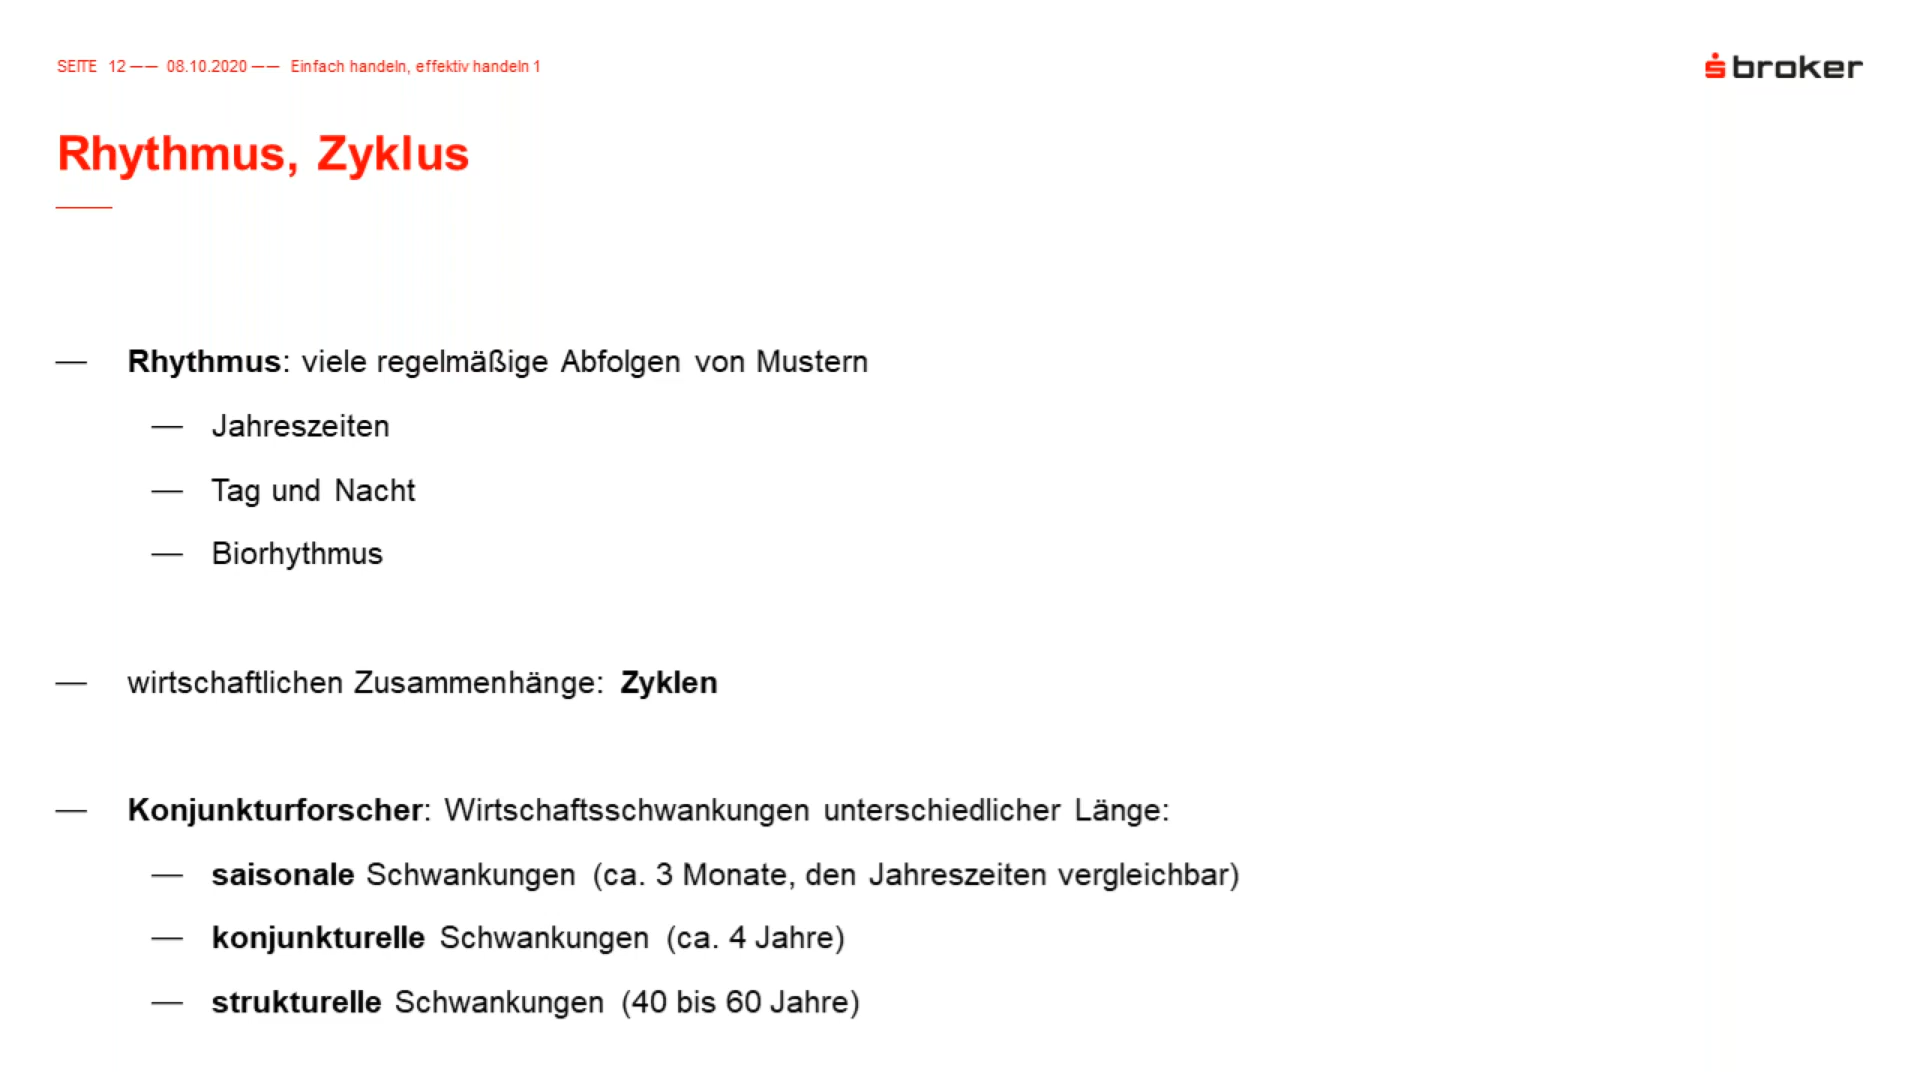 SEITE 12 —— 08.10.2020 —— Einfach handeln, effektiv handeln 1
broker
Rhythmus, Zyklus
— Rhythmus: viele regelmäßige Abfolgen von Mustern
— Jahreszeiten
— Tag und Nacht
— Biorhythmus
— wirtschaftlichen Zusammenhänge: Zyklen
— Konjunkturforscher: Wirtschaftsschwankungen unterschiedlicher Länge:
— saisonale Schwankungen (ca. 3 Monate, den Jahreszeiten vergleichbar)
— konjunkturelle Schwankungen (ca. 4 Jahre)
— strukturelle Schwankungen (40 bis 60 Jahre)